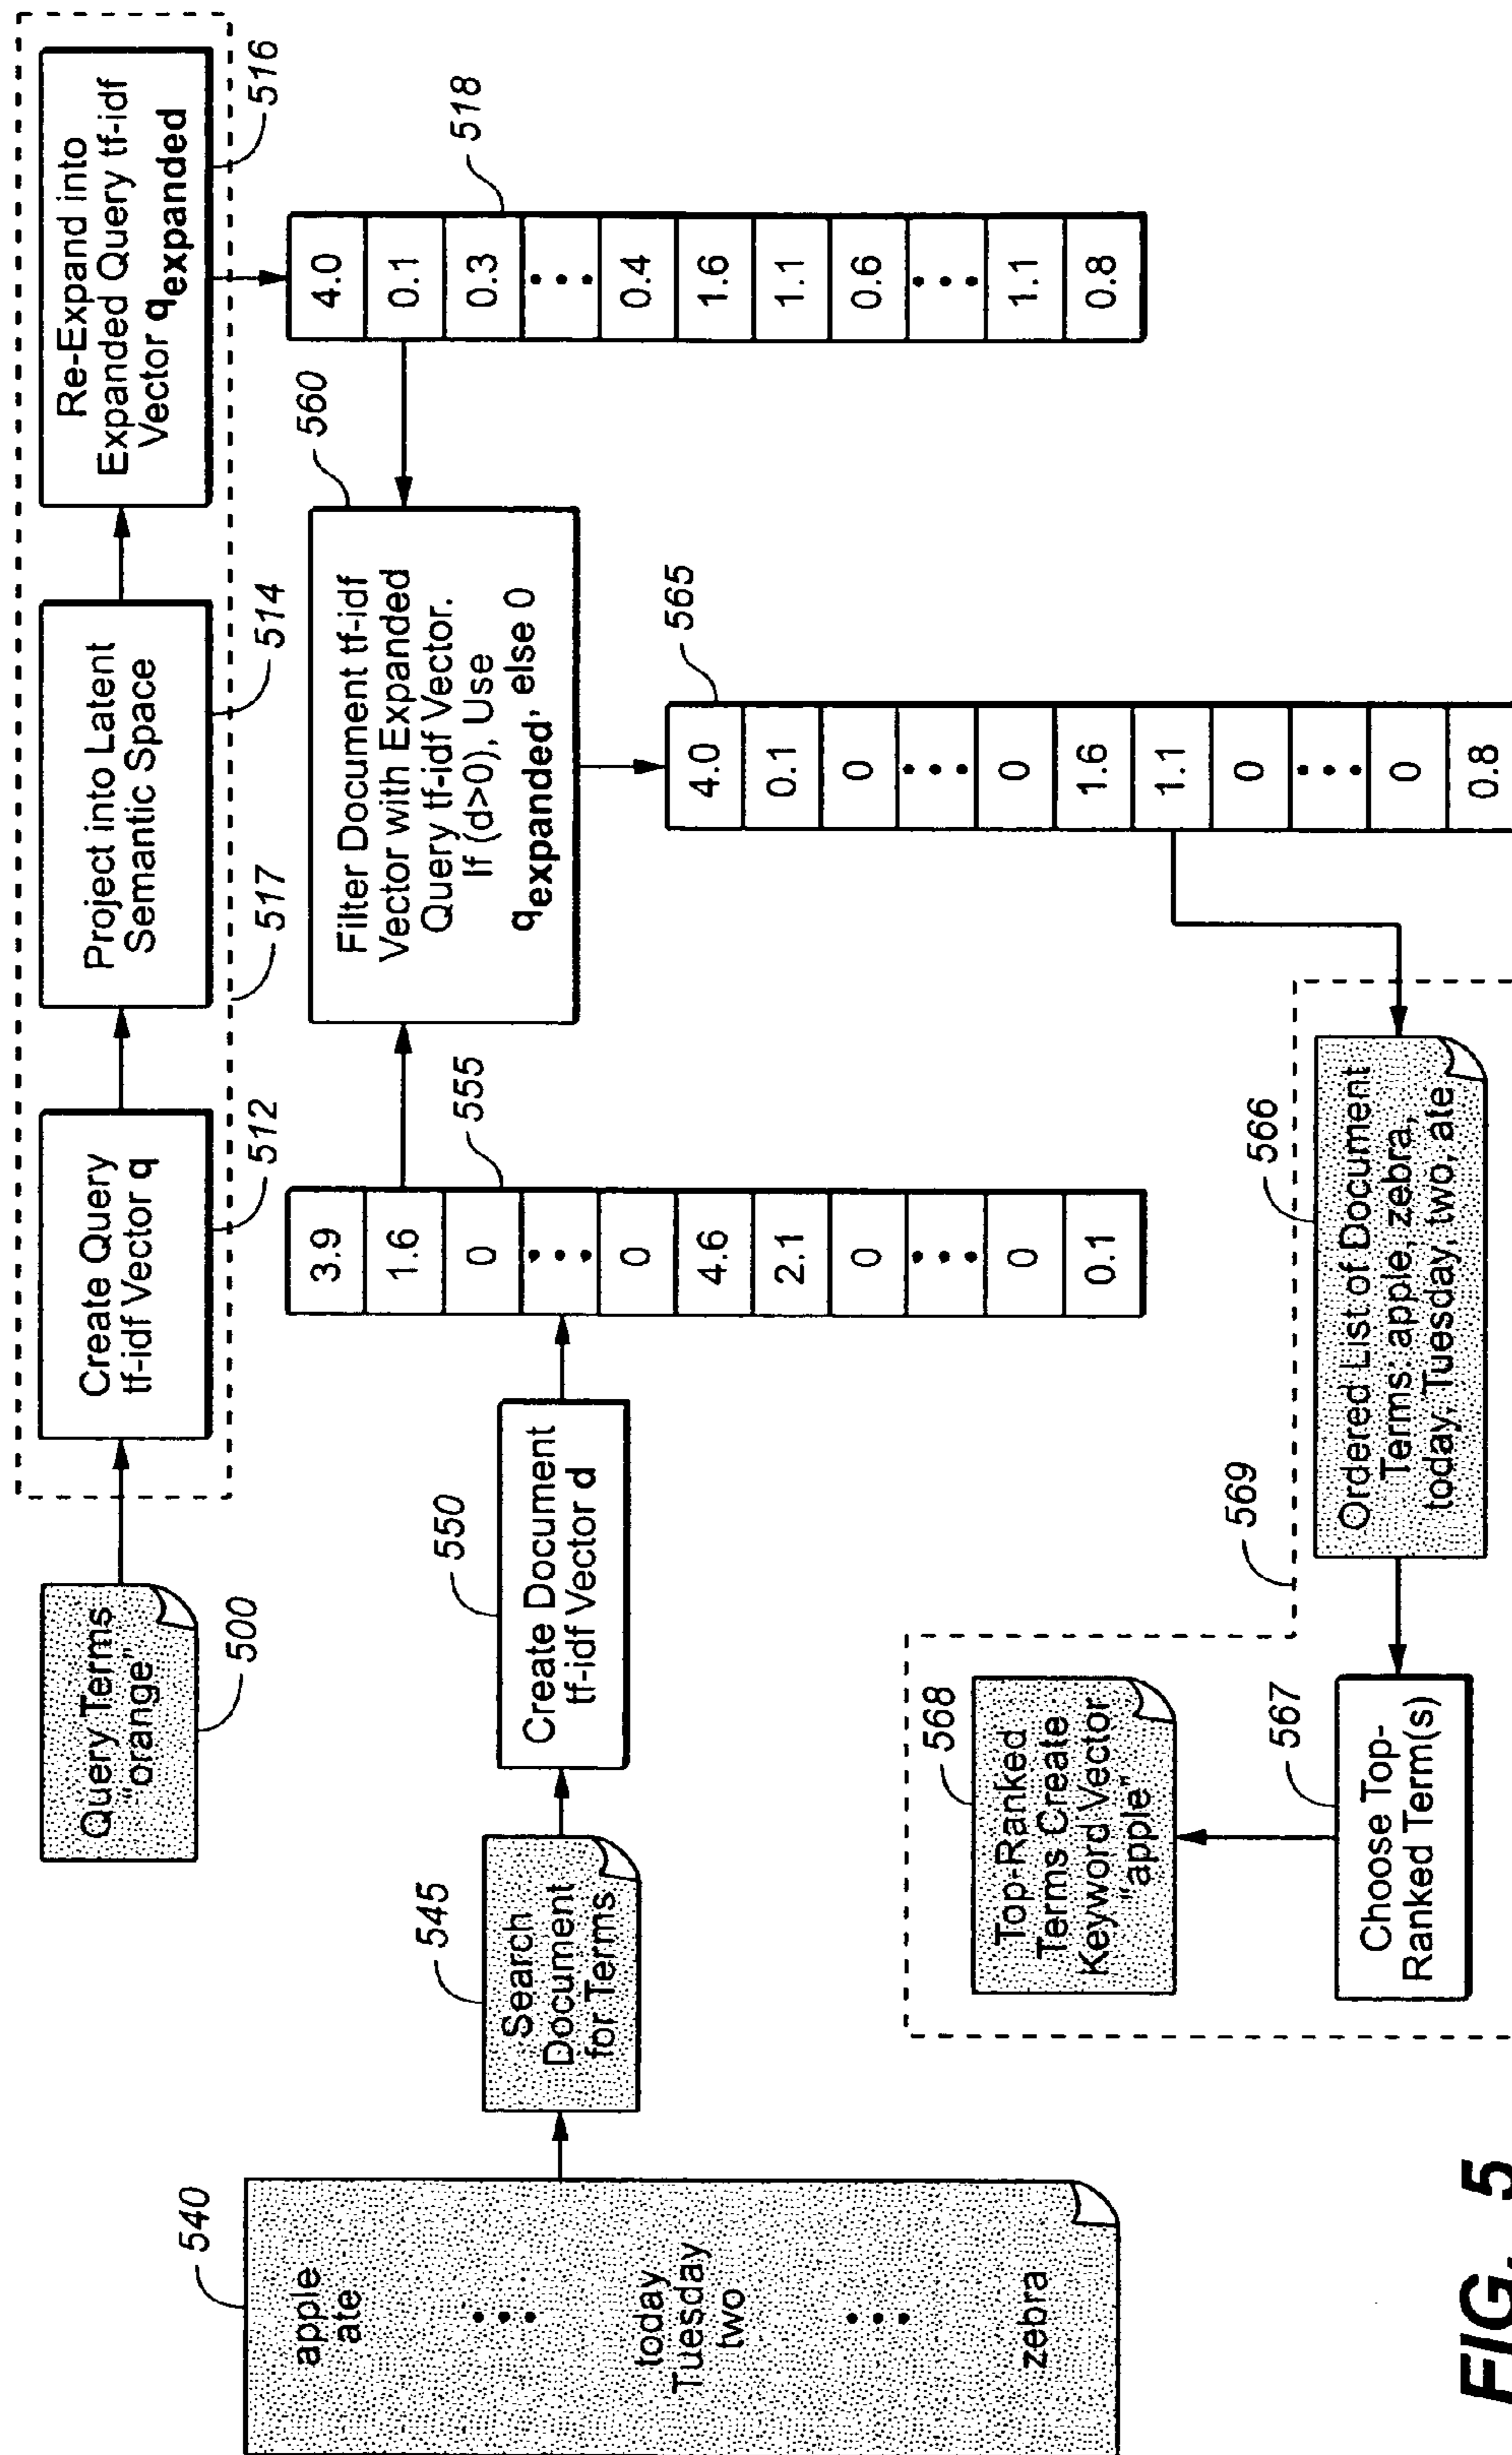 Query Terms
"orange"
500
Create Query
tf-idf Vector q
512
Project into Latent
Semantic Space
514
Re-Expand into
Expanded Query tf-idf
Vector qexpanded
516
517
4.0
0.1
0.3
0.4
1.6
1.1
0.6
1.1
0.8
518
540
apple
ate
today
Tuesday
two
zebra
545
Search
Document
for Terms
550
Create Document
tf-idf Vector d
3.9
1.6
0
0
4.6
2.1
0
0
0.1
555
560
Filter Document tf-idf
Vector with Expanded
Query tf-idf Vector.
If (d>0), Use
qexpanded, else 0
565
4.0
0.1
0
0
1.6
1.1
0
0
0.8
566
Ordered List of Document
Terms: apple, zebra,
today, Tuesday, two, ate
567
Choose Top-
Ranked Term(s)
568
Top-Ranked
Terms Create
Keyword Vector
"apple"
569
FIG. 5